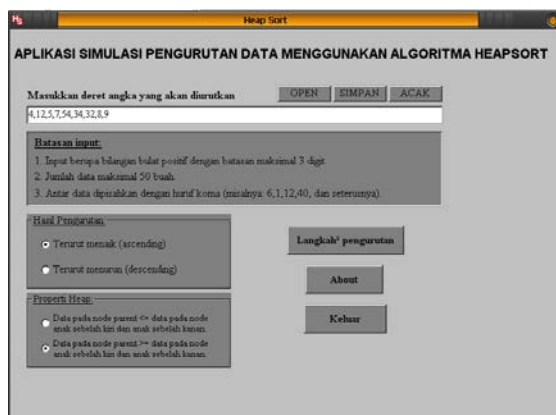 HS
Heap Sort
APLIKASI SIMULASI PENGURUTAN DATA MENGGUNAKAN ALGORITMA HEAPSORT
Masukkan deret angka yang akan diurutkan
OPEN SIMPAN ACAK
4,12,5,7,54,34,32,8,9
Batasan input:
1. Input berupa bilangan bulat positif dengan batasan maksimal 3 digit.
2. Jumlah data maksimal 50 buah.
3. Antar data dipisahkan dengan huruf koma (misalnya: 6,1,12,40, dan seterusnya).
Hasil Pengurutan:
Terurut menaik (ascending)
Terurut menurun (descending)
Properti Heap:
Data pada node parent <= data pada node
anak sebelah kiri dan anak sebelah kanan.
Data pada node parent >= data pada node
anak sebelah kiri dan anak sebelah kanan.
Langkah² pengurutan
About
Keluar